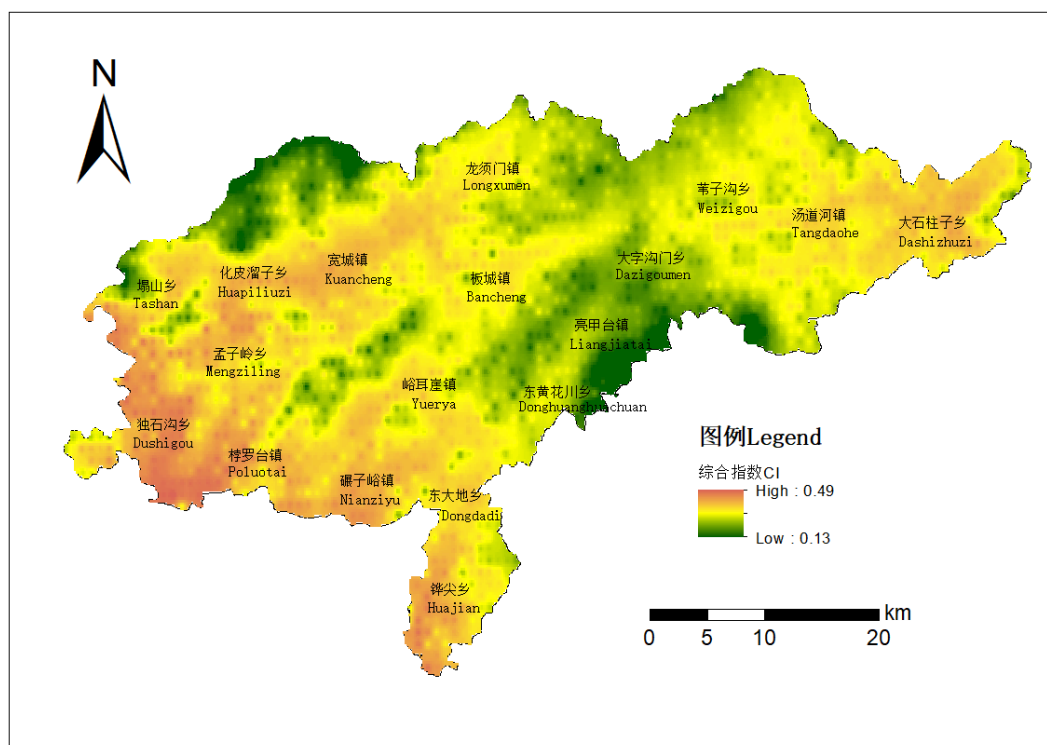 N
龙须门镇
Longxumen
苇子沟乡
Weizigou
汤道河镇
Tangdaohe
大石柱子乡
Dashizhuzi
塌山乡
Tashan
化皮溜子乡
Huapiliuzi
宽城镇
Kuancheng
板城镇
Bancheng
大字沟门乡
Dazigoumen
亮甲台镇
Liangjiatai
孟子岭乡
Mengziling
峪耳崖镇
Yuerya
东黄花川乡
Donghuanghuachuan
独石沟乡
Dushigou
桲罗台镇
Poluotai
碾子峪镇
Nianziyu
东大地乡
Dongdadi
铧尖乡
Huajian
图例Legend
综合指数CI
High : 0.49
Low : 0.13
km
0 5 10 20